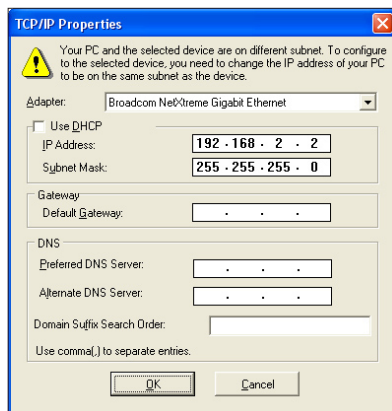 TCP/IP Properties
Your PC and the selected device are on different subnet. To configure
to the selected device, you need to change the IP address of your PC
to be on the same subnet as the device.
Adapter: Broadcom NetXtreme Gigabit Ethernet
Use DHCP
IP Address: 192 . 168 . 2 . 2
Subnet Mask: 255 . 255 . 255 . 0
Gateway
Default Gateway: . . .
DNS
Preferred DNS Server: . . .
Alternate DNS Server: . . .
Domain Suffix Search Order:
Use comma(,) to separate entries.
OK Cancel